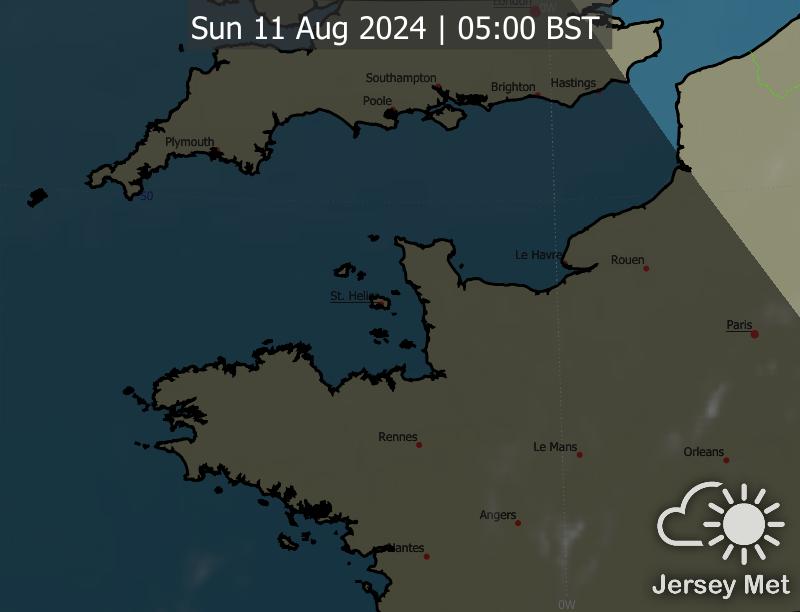 London
0W
Sun 11 Aug 2024 | 05:00 BST
Southampton
Brighton
Hastings
Poole
Plymouth
50
Le Havre
Rouen
St. Helier
Paris
Rennes
Le Mans
Orleans
Angers
Nantes
Jersey Met
0W